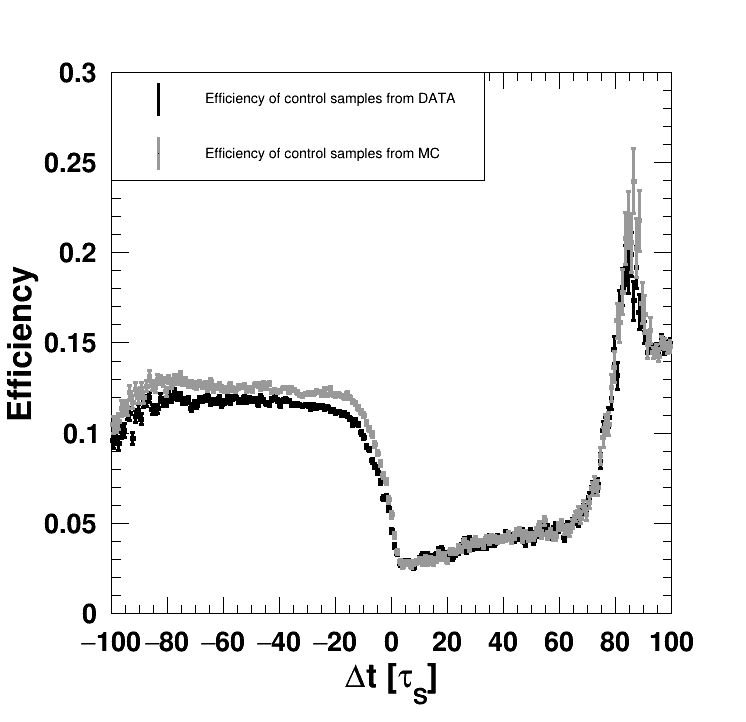 0.3
0.25
0.2
0.15
0.1
0.05
0
Efficiency
Efficiency of control samples from DATA
Efficiency of control samples from MC
−100 −80 −60 −40 −20 0 20 40 60 80 100
Δt [τS]